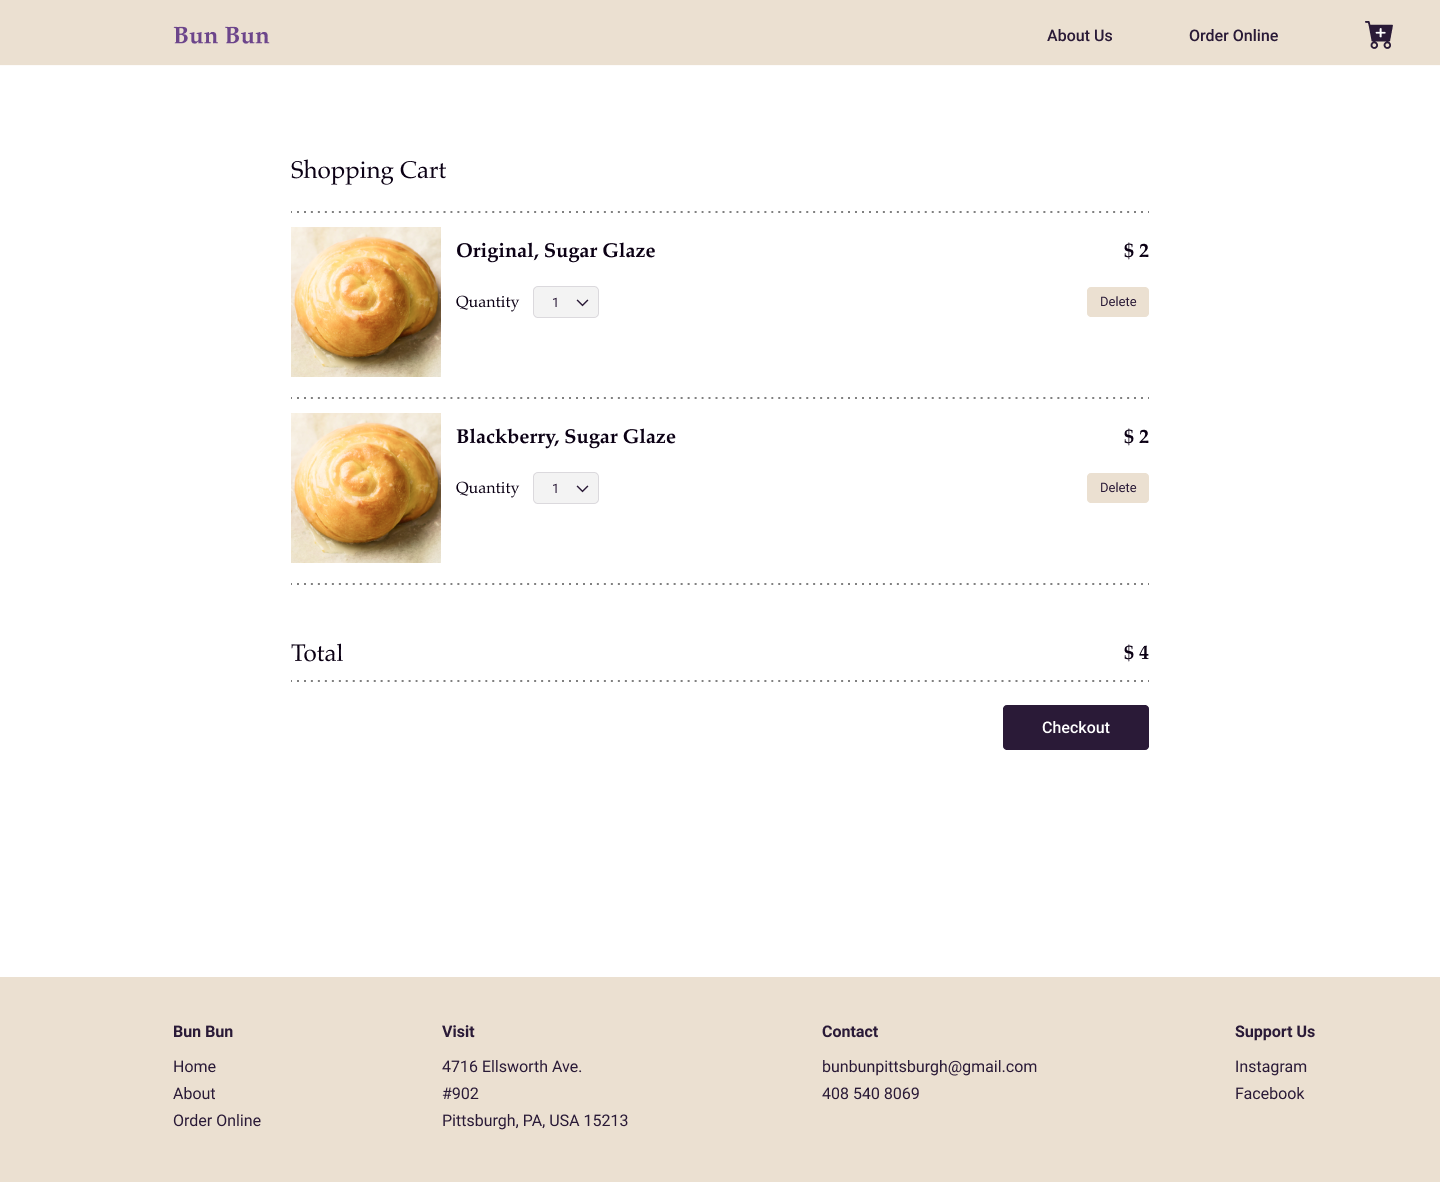 Bun Bun
About Us
Order Online
Shopping Cart
Original, Sugar Glaze
$ 2
Quantity
1
Delete
Blackberry, Sugar Glaze
$ 2
Quantity
1
Delete
Total
$ 4
Checkout
Bun Bun
Home
About
Order Online
Visit
4716 Ellsworth Ave.
#902
Pittsburgh, PA, USA 15213
Contact
bunbunpittsburgh@gmail.com
408 540 8069
Support Us
Instagram
Facebook